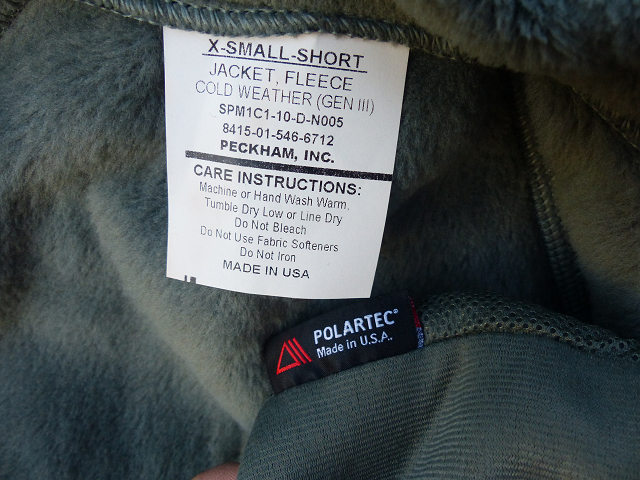 X-SMALL-SHORT
JACKET, FLEECE
COLD WEATHER (GEN III)
SPM1C1-10-D-N005
8415-01-546-6712
PECKHAM, INC.
CARE INSTRUCTIONS:
Machine or Hand Wash Warm,
Tumble Dry Low or Line Dry
Do Not Bleach
Do Not Use Fabric Softeners
Do Not Iron
MADE IN USA
POLARTEC®
Made in U.S.A.